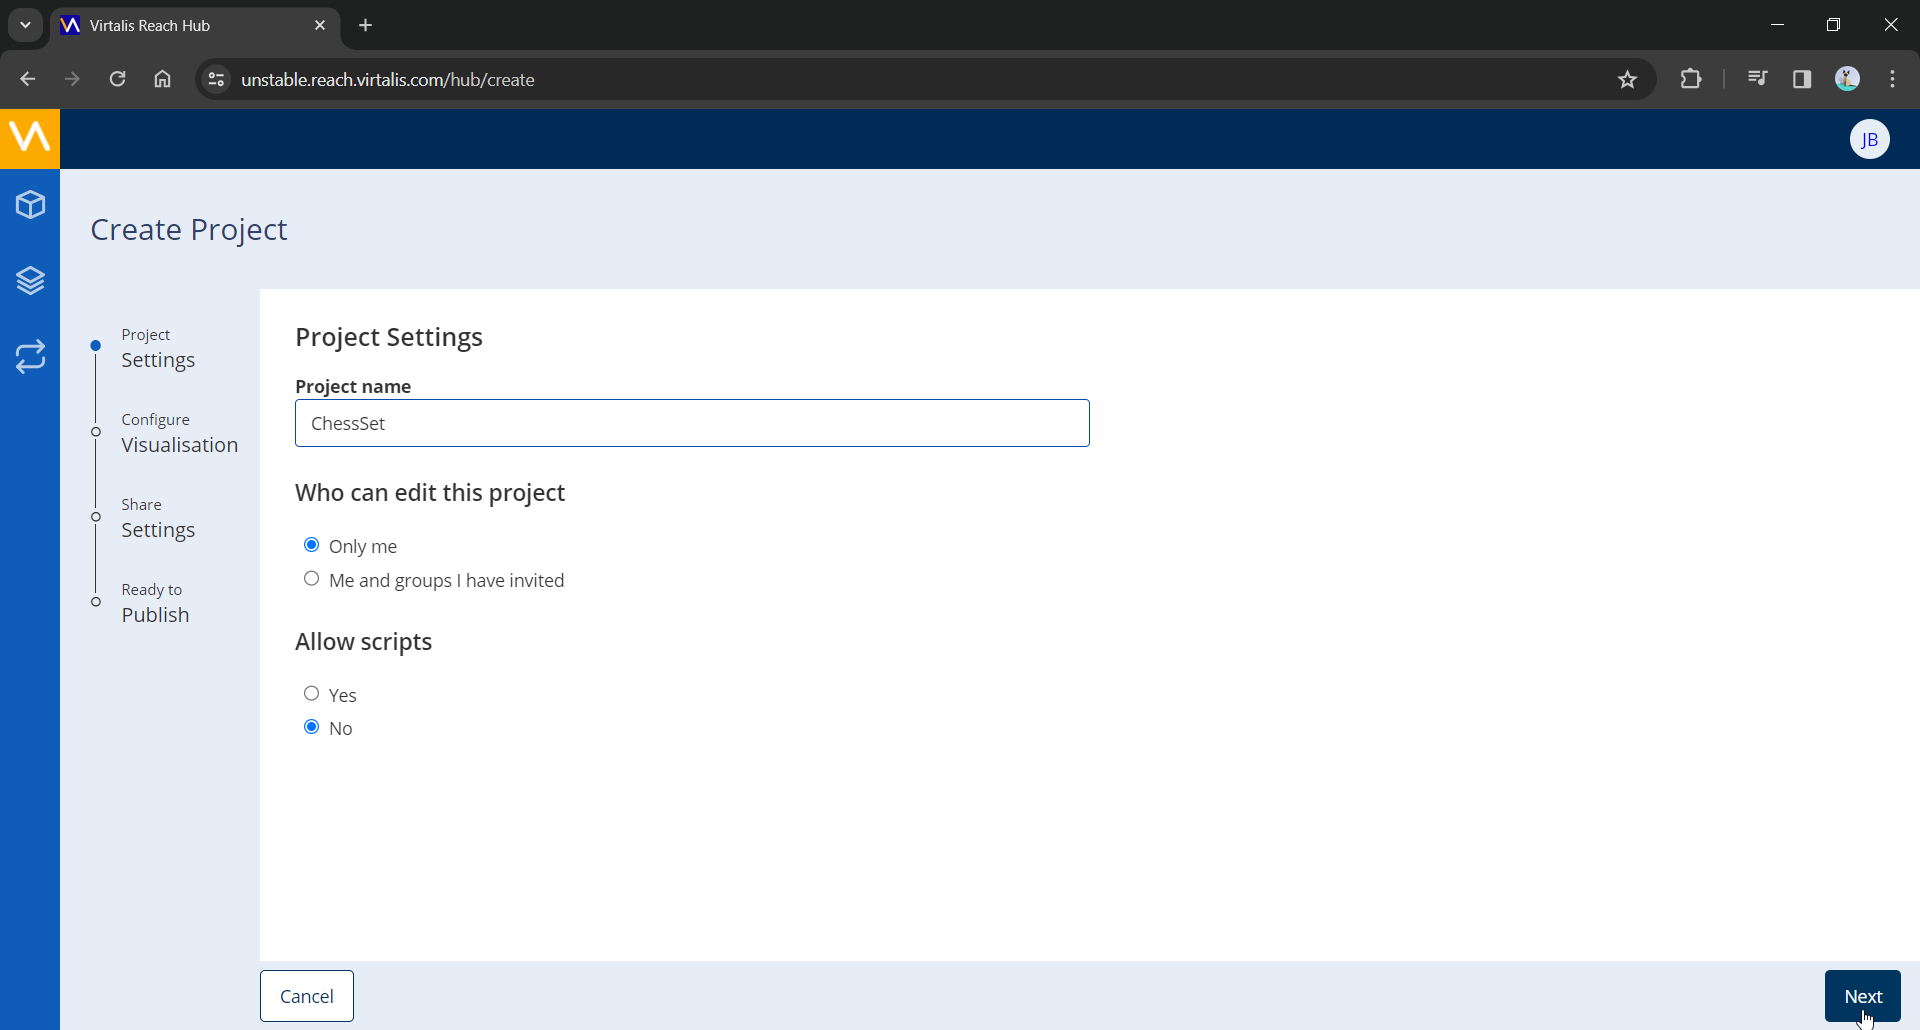 Virtalis Reach Hub
unstable.reach.virtalis.com/hub/create
JB
Create Project
Project
Settings
Configure
Visualisation
Share
Settings
Ready to
Publish
Project Settings
Project name
ChessSet
Who can edit this project
Only me
Me and groups I have invited
Allow scripts
Yes
No
Cancel
Next